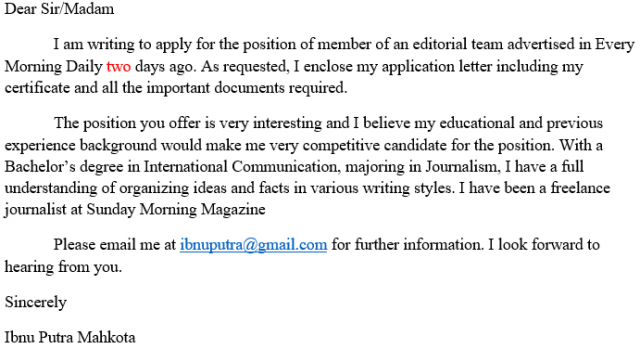 Dear Sir/Madam
I am writing to apply for the position of member of an editorial team advertised in Every
Morning Daily two days ago. As requested, I enclose my application letter including my
certificate and all the important documents required.
The position you offer is very interesting and I believe my educational and previous
experience background would make me very competitive candidate for the position. With a
Bachelor’s degree in International Communication, majoring in Journalism, I have a full
understanding of organizing ideas and facts in various writing styles. I have been a freelance
journalist at Sunday Morning Magazine
Please email me at ibnuputra@gmail.com for further information. I look forward to
hearing from you.
Sincerely
Ibnu Putra Mahkota